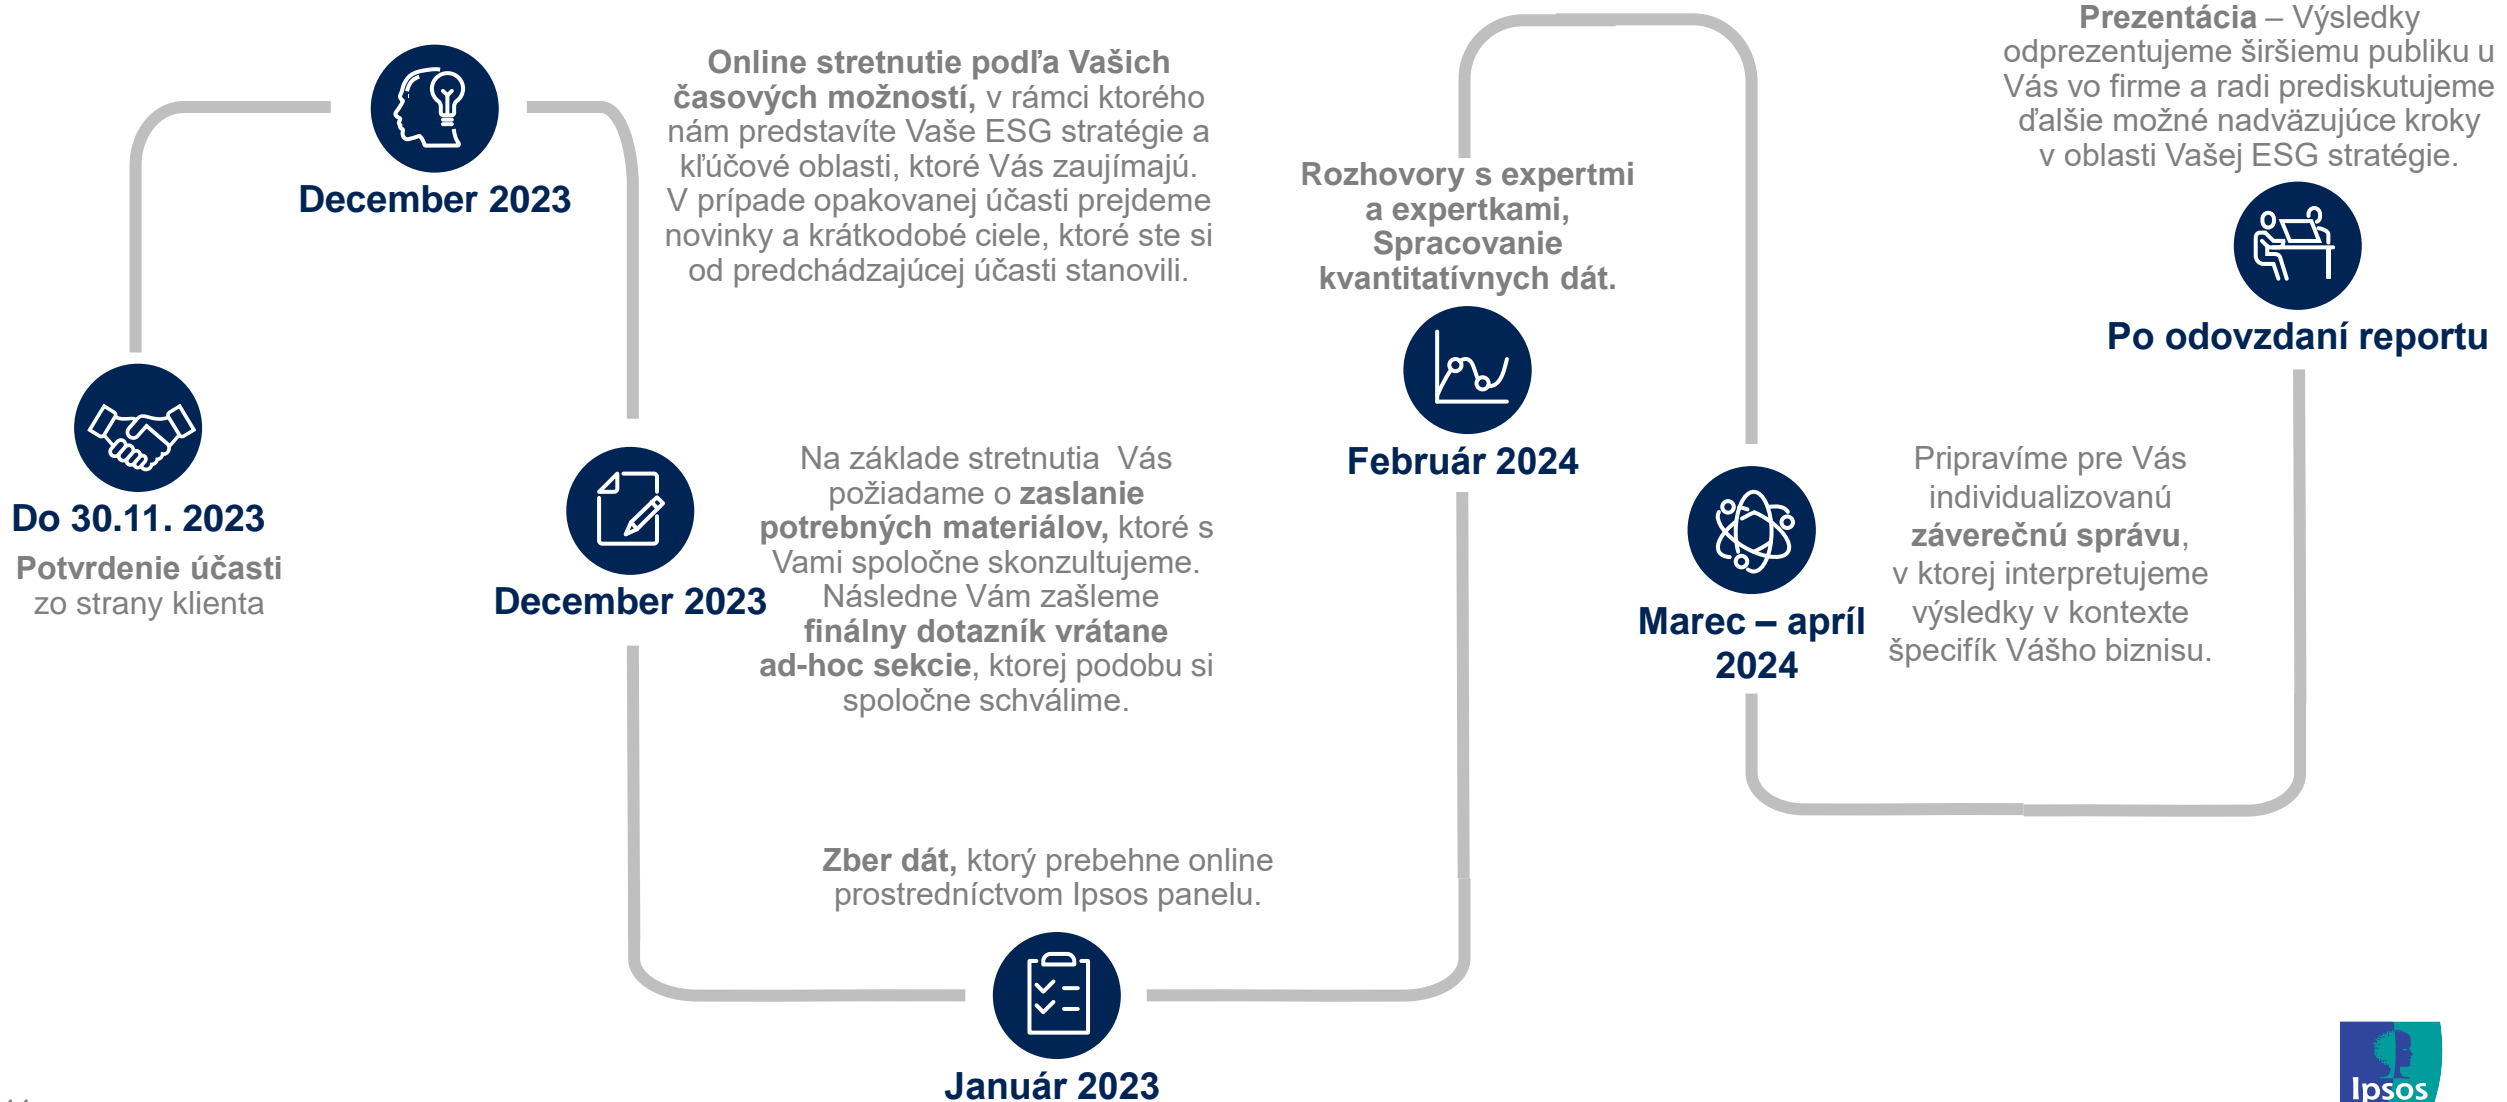 Do 30.11. 2023
Potvrdenie účasti
zo strany klienta
December 2023
Online stretnutie podľa Vašich
časových možností, v rámci ktorého
nám predstavíte Vaše ESG stratégie a
kľúčové oblasti, ktoré Vás zaujímajú.
V prípade opakovanej účasti prejdeme
novinky a krátkodobé ciele, ktoré ste si
od predchádzajúcej účasti stanovili.
December 2023
Na základe stretnutia  Vás
požiadame o zaslanie
potrebných materiálov, ktoré s
Vami spoločne skonzultujeme.
Následne Vám zašleme
finálny dotazník vrátane
ad-hoc sekcie, ktorej podobu si
spoločne schválime.
Zber dát, ktorý prebehne online
prostredníctvom Ipsos panelu.
Január 2023
Rozhovory s expertmi
a expertkami,
Spracovanie
kvantitatívnych dát.
Február 2024
Marec – apríl
2024
Pripravíme pre Vás
individualizovanú
záverečnú správu,
v ktorej interpretujeme
výsledky v kontexte
špecifík Vášho biznisu.
Prezentácia – Výsledky
odprezentujeme širšiemu publiku u
Vás vo firme a radi prediskutujeme
ďalšie možné nadväzujúce kroky
v oblasti Vašej ESG stratégie.
Po odovzdaní reportu
Ipsos